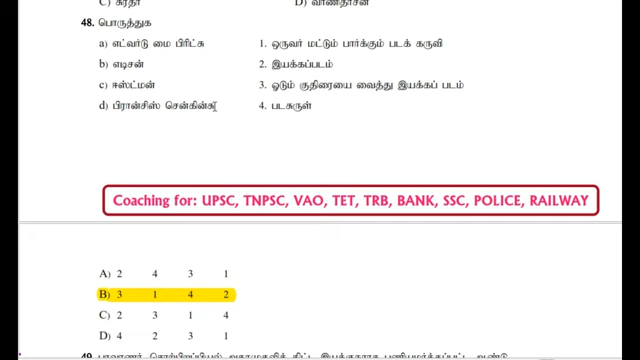 C) சுரதா D) வாணிதாசன்
48. பொருத்துக
a) எட்வர்டு மை பிரிட்சு 1. ஒருவர் மட்டும் பார்க்கும் படக் கருவி
b) எடிசன் 2. இயக்கப்படம்
c) ஈஸ்ட்மன் 3. ஓடும் குதிரையை வைத்து இயக்கப் படம்
d) பிரான்சிஸ் சென்கின்சு 4. படசுருள்
Coaching for: UPSC, TNPSC, VAO, TET, TRB, BANK, SSC, POLICE, RAILWAY
A) 2 4 3 1
B) 3 1 4 2
C) 2 3 1 4
D) 4 2 3 1
49.